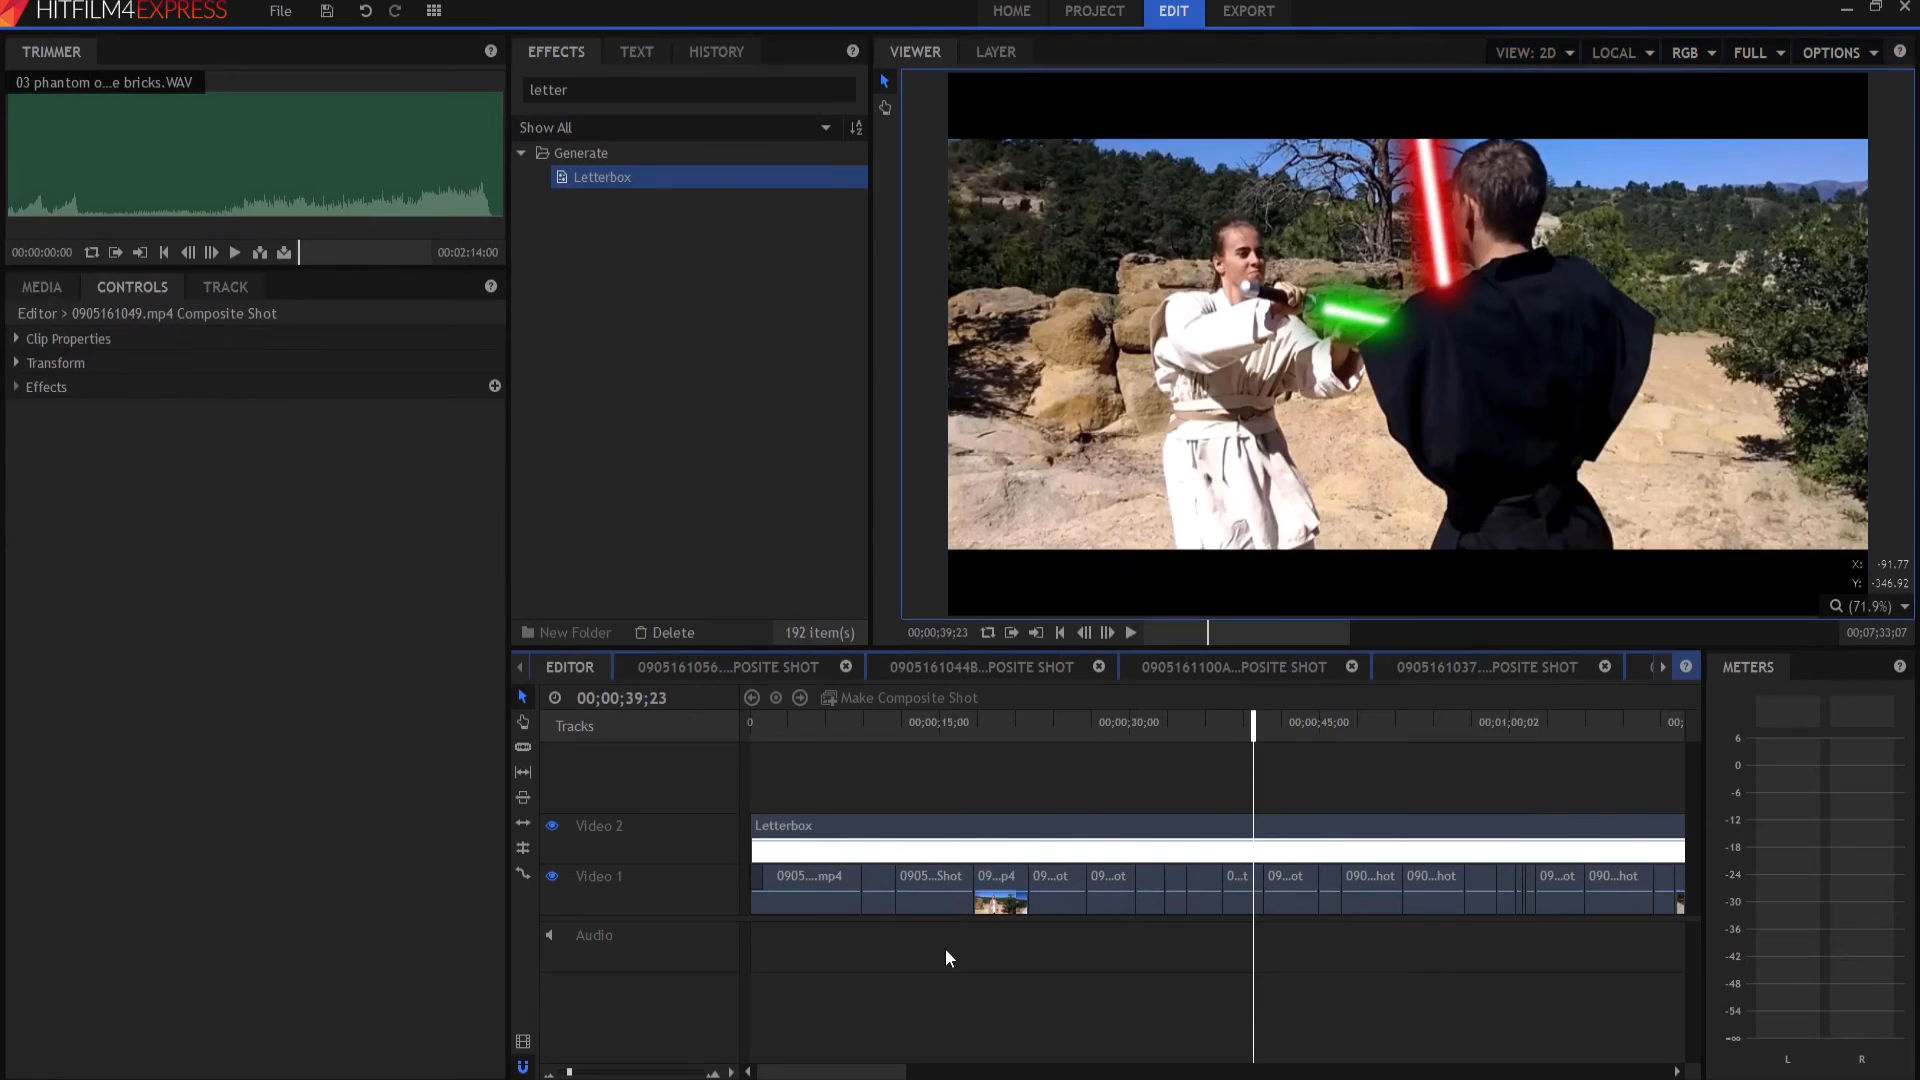 HITFILM4EXPRESS
File
HOME
PROJECT
EDIT
EXPORT
TRIMMER
03 phantom o...e bricks.WAV
00:00:00:00
00:02:14:00
MEDIA
CONTROLS
TRACK
Editor > 0905161049.mp4 Composite Shot
Clip Properties
Transform
Effects
EFFECTS
TEXT
HISTORY
letter
Show All
Generate
Letterbox
New Folder
Delete
192 item(s)
VIEWER
LAYER
VIEW: 2D
LOCAL
RGB
FULL
OPTIONS
X: -91.77
Y: -346.92
(71.9%)
00;00;39;23
00;07;33;07
EDITOR
0905161056....POSITE SHOT
0905161044B...POSITE SHOT
0905161100A...POSITE SHOT
0905161037....POSITE SHOT
00;00;39;23
Make Composite Shot
Tracks
0
00;00;15;00
00;00;30;00
00;00;45;00
00;01;00;02
00;
Video 2
Letterbox
Video 1
0905....mp4
0905...Shot
09...p4
09...ot
09...ot
0...t
09...ot
090...hot
090...hot
09...ot
090...hot
Audio
METERS
6
0
-6
-12
-18
-24
-30
-36
-42
-48
-54
-∞
L
R